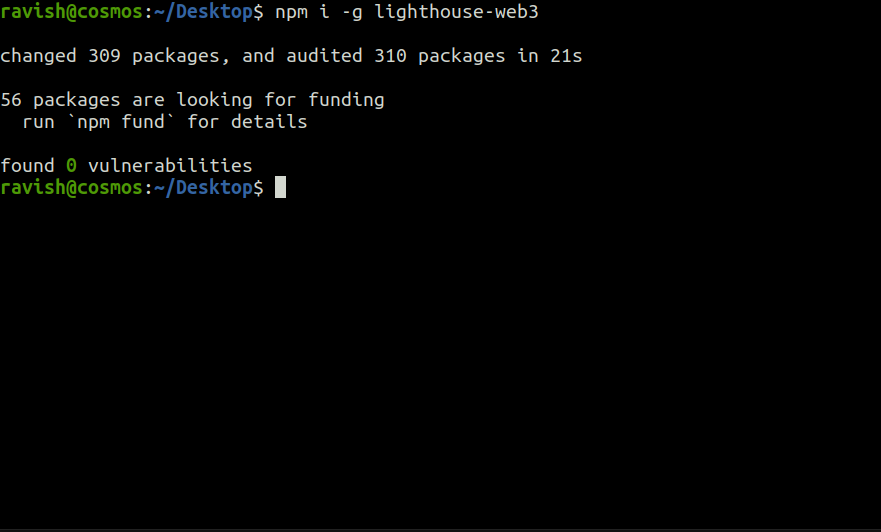 ravish@cosmos:~/Desktop$ npm i -g lighthouse-web3
changed 309 packages, and audited 310 packages in 21s
56 packages are looking for funding
  run `npm fund` for details
found 0 vulnerabilities
ravish@cosmos:~/Desktop$